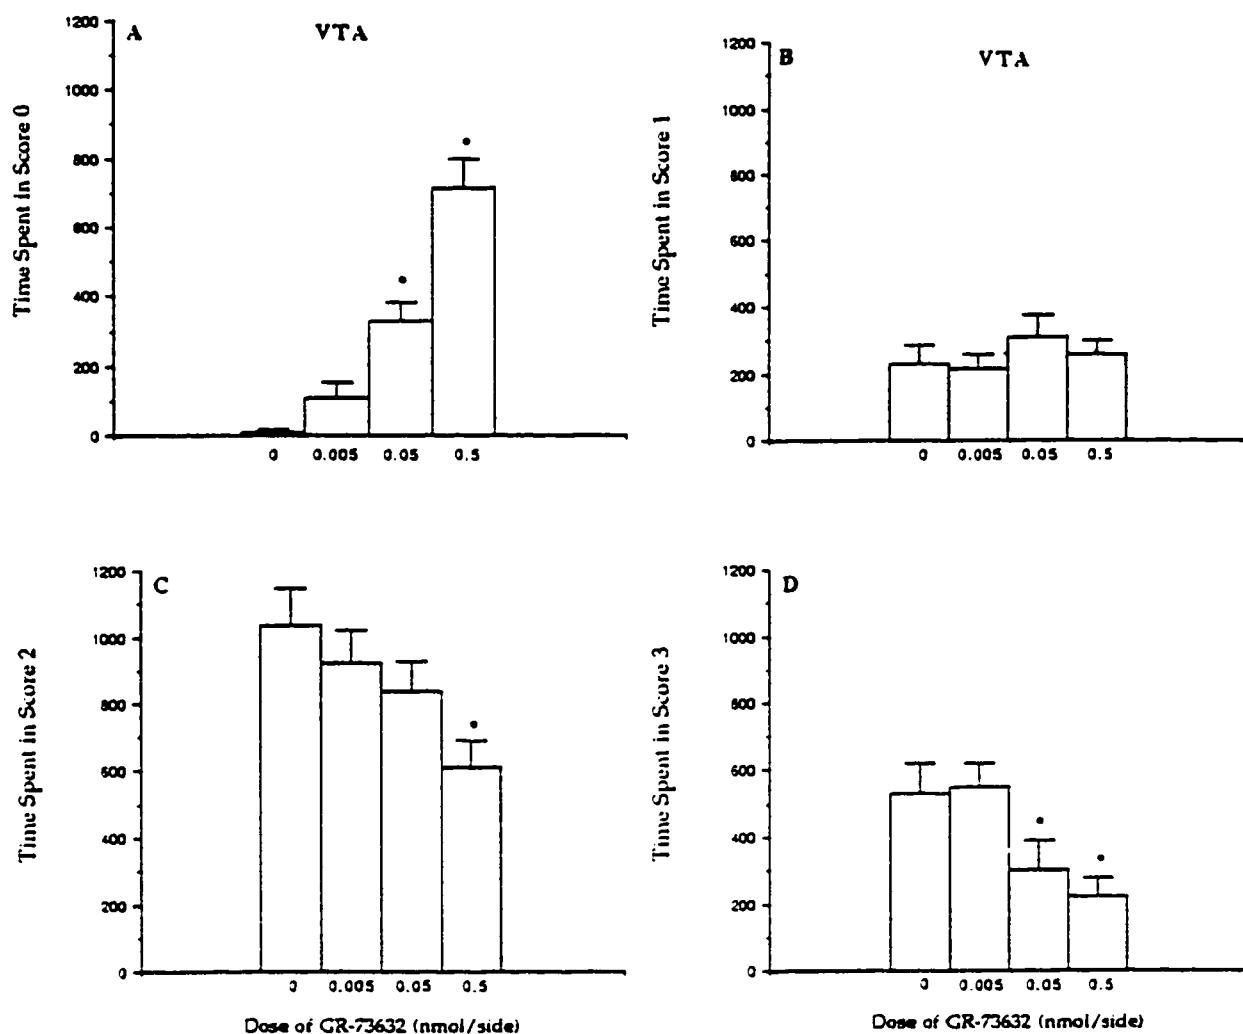 A VTA
Time Spent in Score 0
1200
1000
800
600
400
200
0
0 0.005 0.05 0.5
B VTA
Time Spent in Score 1
1200
1000
800
600
400
200
0
0 0.005 0.05 0.5
C
Time Spent in Score 2
1200
1000
800
600
400
200
0
0 0.005 0.05 0.5
Dose of GR-73632 (nmol/side)
D
Time Spent in Score 3
1200
1000
800
600
400
200
0
0 0.005 0.05 0.5
Dose of GR-73632 (nmol/side)